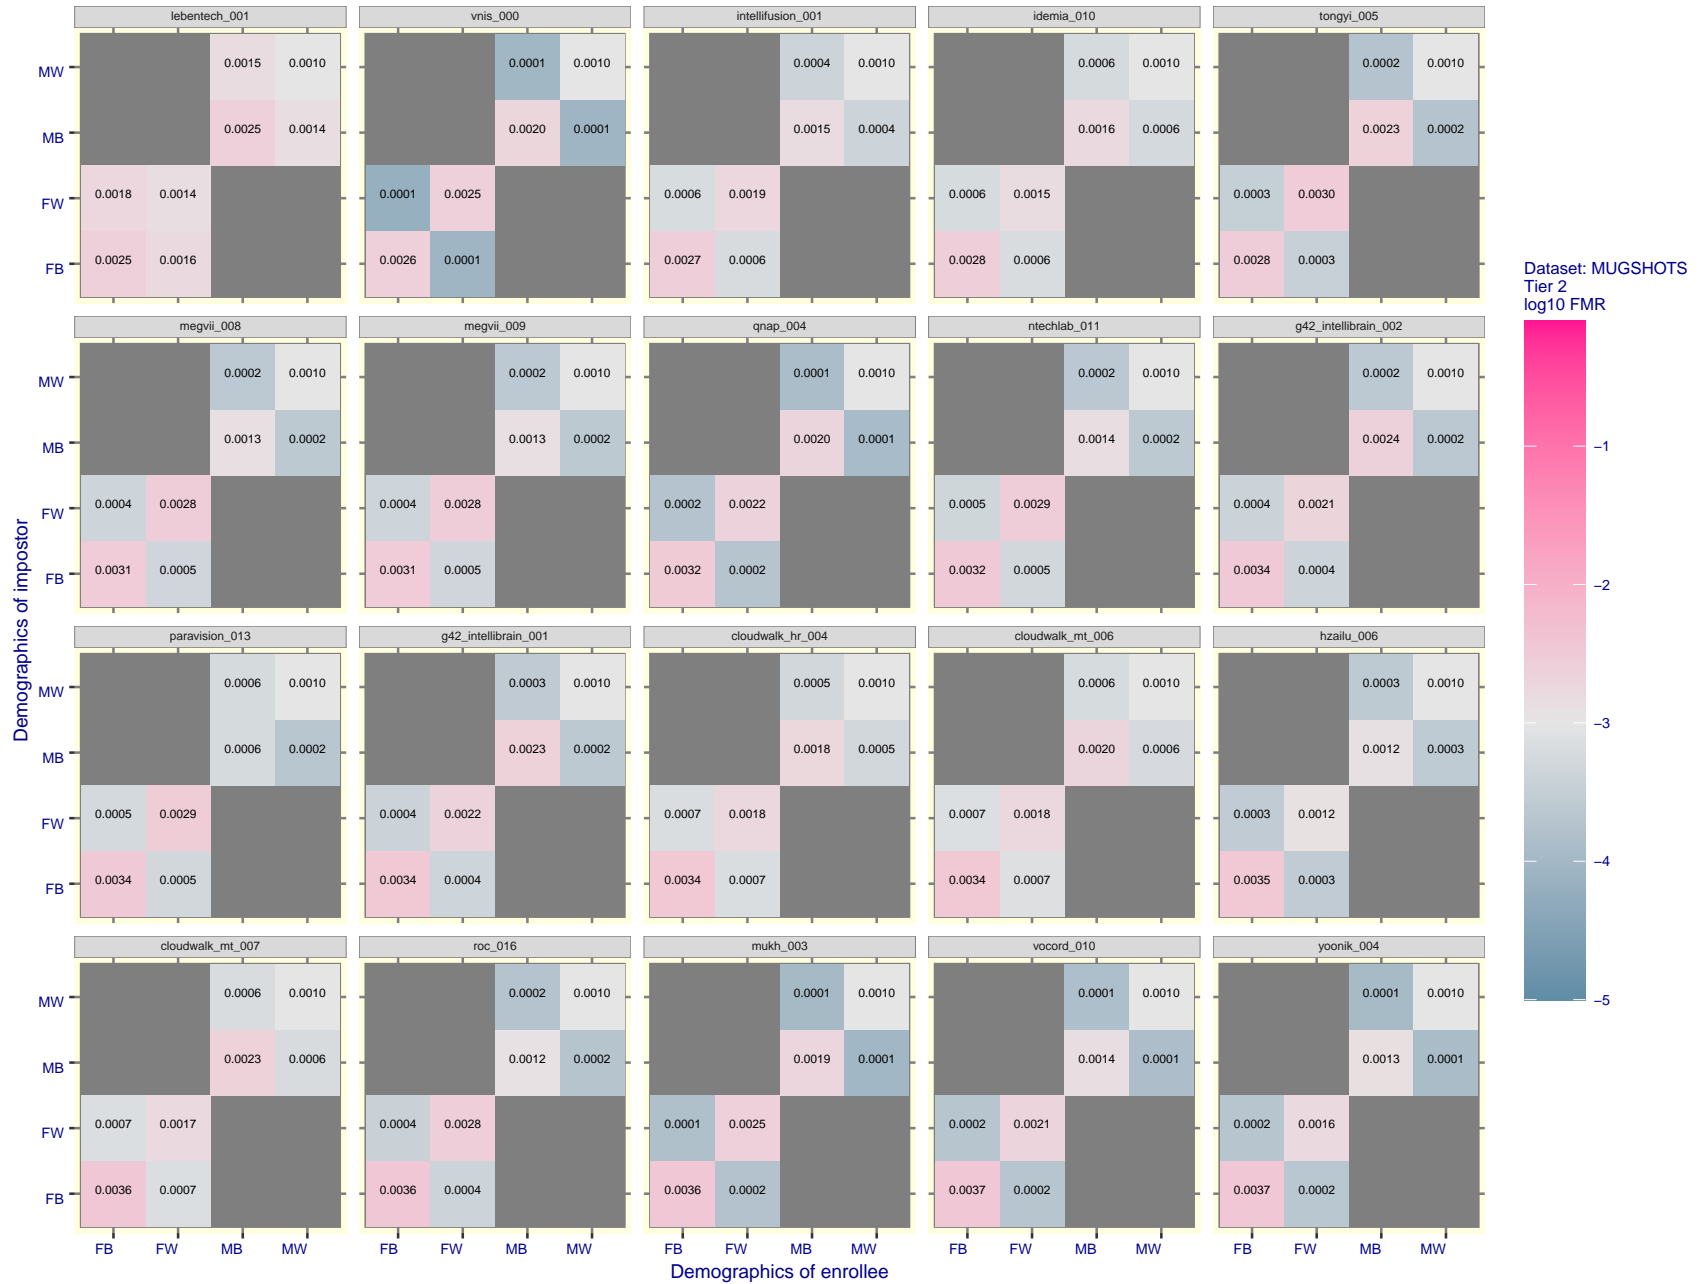 lebentech_001 vnis_000 intellifusion_001 idemia_010 tongyi_005
MW 0.0015 0.0010 0.0001 0.0010 0.0004 0.0010 0.0006 0.0010 0.0002 0.0010
MB 0.0025 0.0014 0.0020 0.0001 0.0015 0.0004 0.0016 0.0006 0.0023 0.0002
FW 0.0018 0.0014 0.0001 0.0025 0.0006 0.0019 0.0006 0.0015 0.0003 0.0030
FB 0.0025 0.0016 0.0026 0.0001 0.0027 0.0006 0.0028 0.0006 0.0028 0.0003
megvii_008 megvii_009 qnap_004 ntechlab_011 g42_intellibrain_002
MW 0.0002 0.0010 0.0002 0.0010 0.0001 0.0010 0.0002 0.0010 0.0002 0.0010
MB 0.0013 0.0002 0.0013 0.0002 0.0020 0.0001 0.0014 0.0002 0.0024 0.0002
FW 0.0004 0.0028 0.0004 0.0028 0.0002 0.0022 0.0005 0.0029 0.0004 0.0021
FB 0.0031 0.0005 0.0031 0.0005 0.0032 0.0002 0.0032 0.0005 0.0034 0.0004
paravision_013 g42_intellibrain_001 cloudwalk_hr_004 cloudwalk_mt_006 hzailu_006
MW 0.0006 0.0010 0.0003 0.0010 0.0005 0.0010 0.0006 0.0010 0.0003 0.0010
MB 0.0006 0.0002 0.0023 0.0002 0.0018 0.0005 0.0020 0.0006 0.0012 0.0003
FW 0.0005 0.0029 0.0004 0.0022 0.0007 0.0018 0.0007 0.0018 0.0003 0.0012
FB 0.0034 0.0005 0.0034 0.0004 0.0034 0.0007 0.0034 0.0007 0.0035 0.0003
cloudwalk_mt_007 roc_016 mukh_003 vocord_010 yoonik_004
MW 0.0006 0.0010 0.0002 0.0010 0.0001 0.0010 0.0001 0.0010 0.0001 0.0010
MB 0.0023 0.0006 0.0012 0.0002 0.0019 0.0001 0.0014 0.0001 0.0013 0.0001
FW 0.0007 0.0017 0.0004 0.0028 0.0001 0.0025 0.0002 0.0021 0.0002 0.0016
FB 0.0036 0.0007 0.0036 0.0004 0.0036 0.0002 0.0037 0.0002 0.0037 0.0002
FB FW MB MW FB FW MB MW FB FW MB MW FB FW MB MW FB FW MB MW
Demographics of enrollee
Demographics of impostor
Dataset: MUGSHOTS
Tier 2
log10 FMR
−1
−2
−3
−4
−5